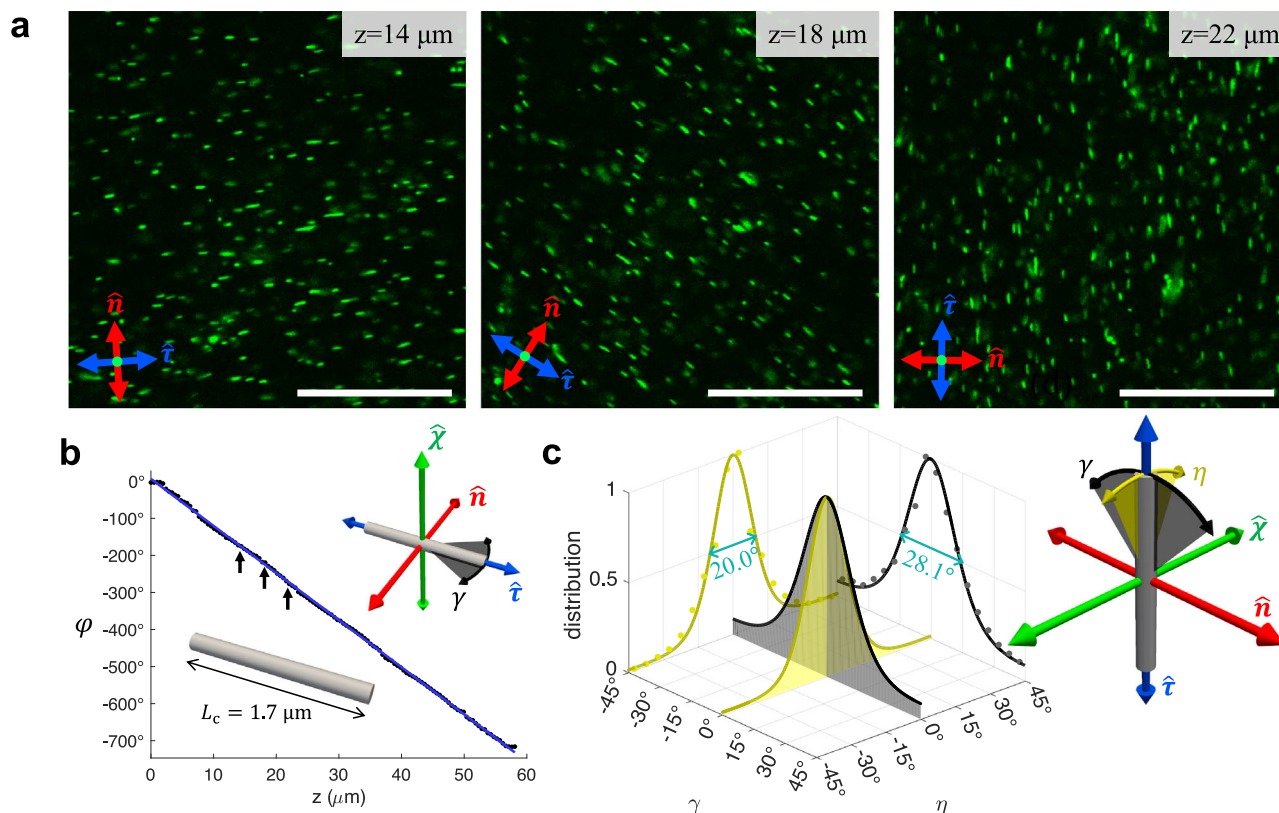 a
z=14 μm
z=18 μm
z=22 μm
n̂
τ̂
n̂
τ̂
τ̂
n̂
(d)
b
0°
-100°
-200°
-300°
-400°
-500°
-600°
-700°
φ
0 10 20 30 40 50 60
z (μm)
L_c = 1.7 μm
χ̂
n̂
γ
τ̂
c
distribution
1
0.5
0
20.0°
28.1°
-45°
-30°
-15°
0°
15°
30°
45°
γ
-45°
-30°
-15°
0°
15°
30°
45°
η
γ
η
χ̂
n̂
τ̂